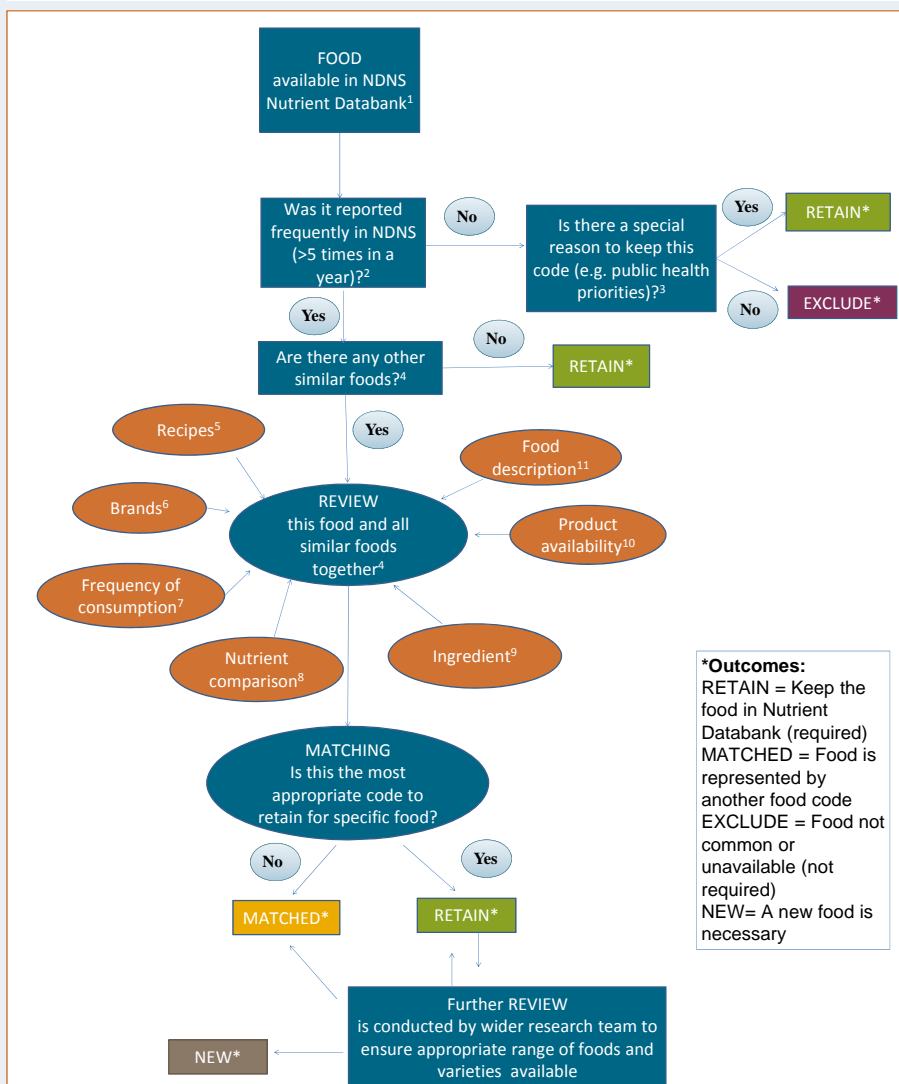 FOOD
available in NDNS
Nutrient Databank1
Was it reported
frequently in NDNS
(>5 times in a
year)?2
No
Is there a special
reason to keep this
code (e.g. public health
priorities)?3
Yes
RETAIN*
No
EXCLUDE*
Yes
Are there any other
similar foods?4
No
RETAIN*
Yes
Recipes5
Brands6
Frequency of
consumption7
Nutrient
comparison8
Ingredient9
Product
availability10
Food
description11
REVIEW
this food and all
similar foods
together4
MATCHING
Is this the most
appropriate code to
retain for specific food?
No
Yes
MATCHED*
RETAIN*
Further REVIEW
is conducted by wider research team to
ensure appropriate range of foods and
varieties available
NEW*
*Outcomes:
RETAIN = Keep the
food in Nutrient
Databank (required)
MATCHED = Food is
represented by
another food code
EXCLUDE = Food not
common or
unavailable (not
required)
NEW= A new food is
necessary